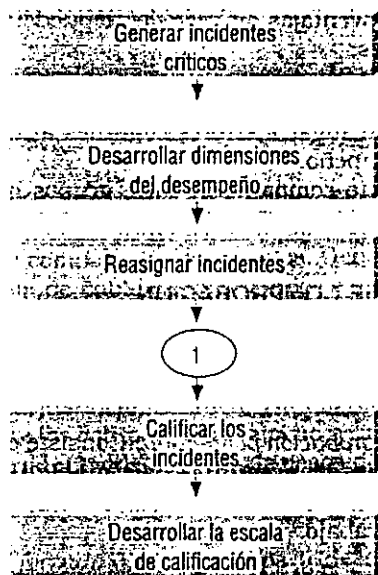 Generar incidentes
críticos
Desarrollar dimensiones
del desempeño
Reasignar incidentes
1
Calificar los
incidentes
Desarrollar la escala
de calificación